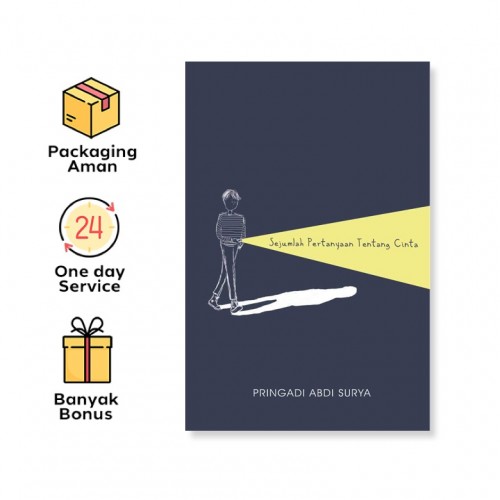 Packaging
Aman
24
One day
Service
Banyak
Bonus
Sejumlah Pertanyaan Tentang Cinta
PRINGADI ABDI SURYA